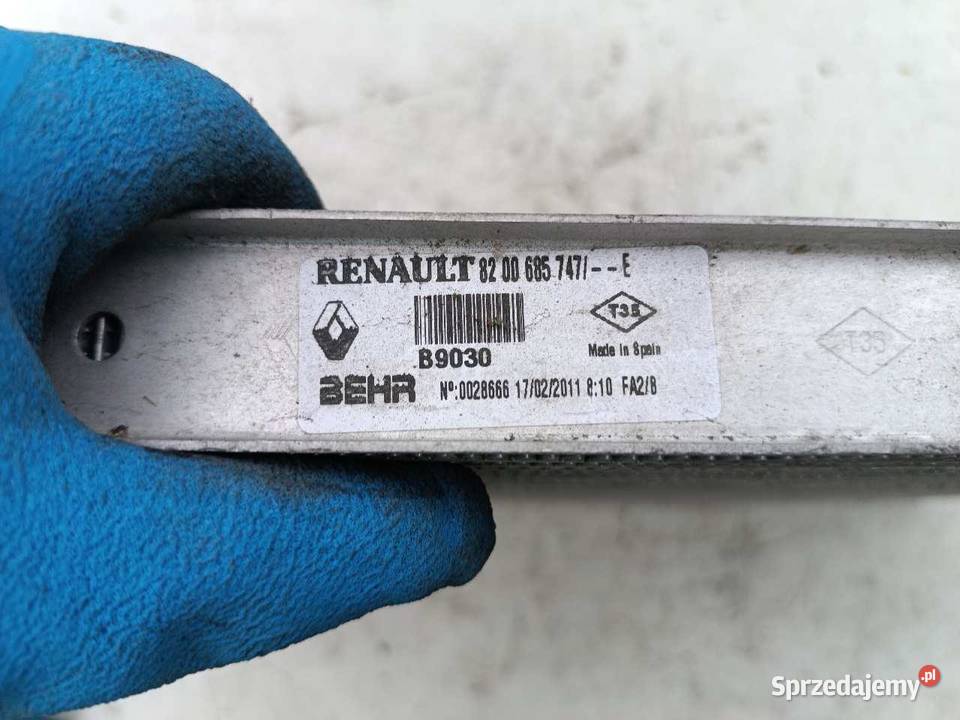 RENAULT 82 00 685 747/--E
T35
B9030
Made in Spain
BEHR Nº:0028666 17/02/2011 8:10 FA2/B
T35
Sprzedajemy.pl